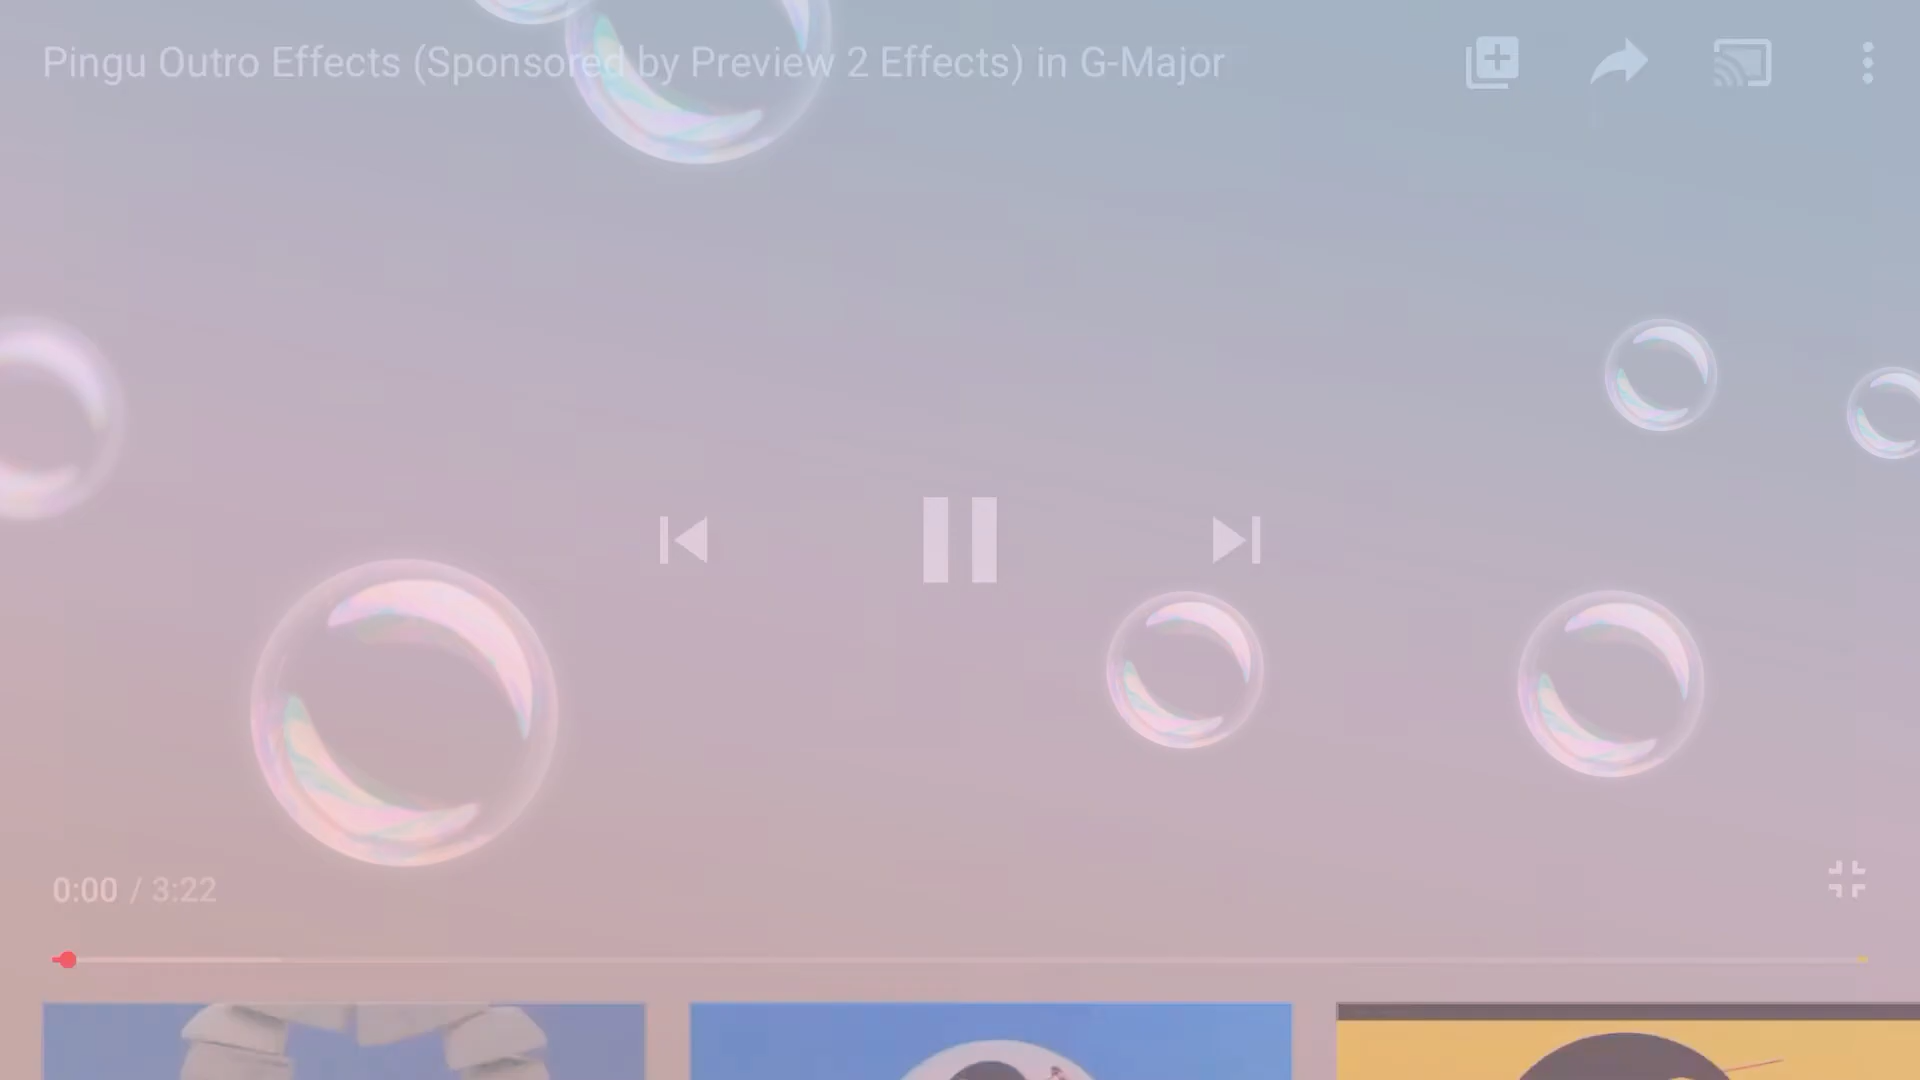 Pingu Outro Effects (Sponsored by Preview 2 Effects) in G-Major
0:00 / 3:22